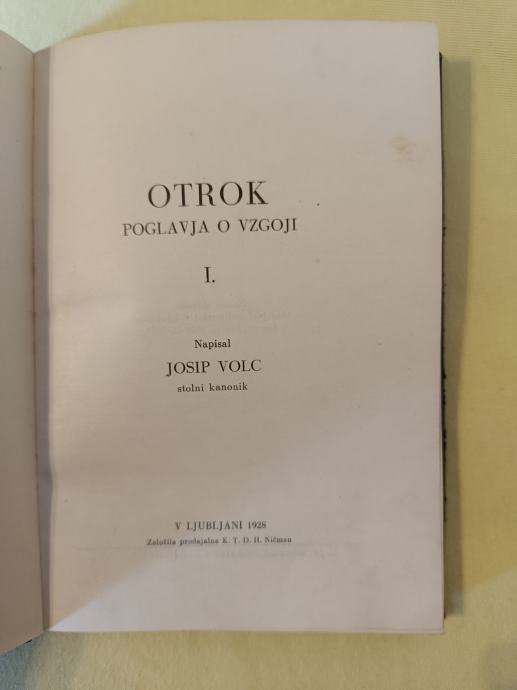 OTROK
POGLAVJA O VZGOJI
I.
Napisal
JOSIP VOLC
stolni kanonik
V LJUBLJANI 1928
Založila prodajalna K. T. D. H. Ničman